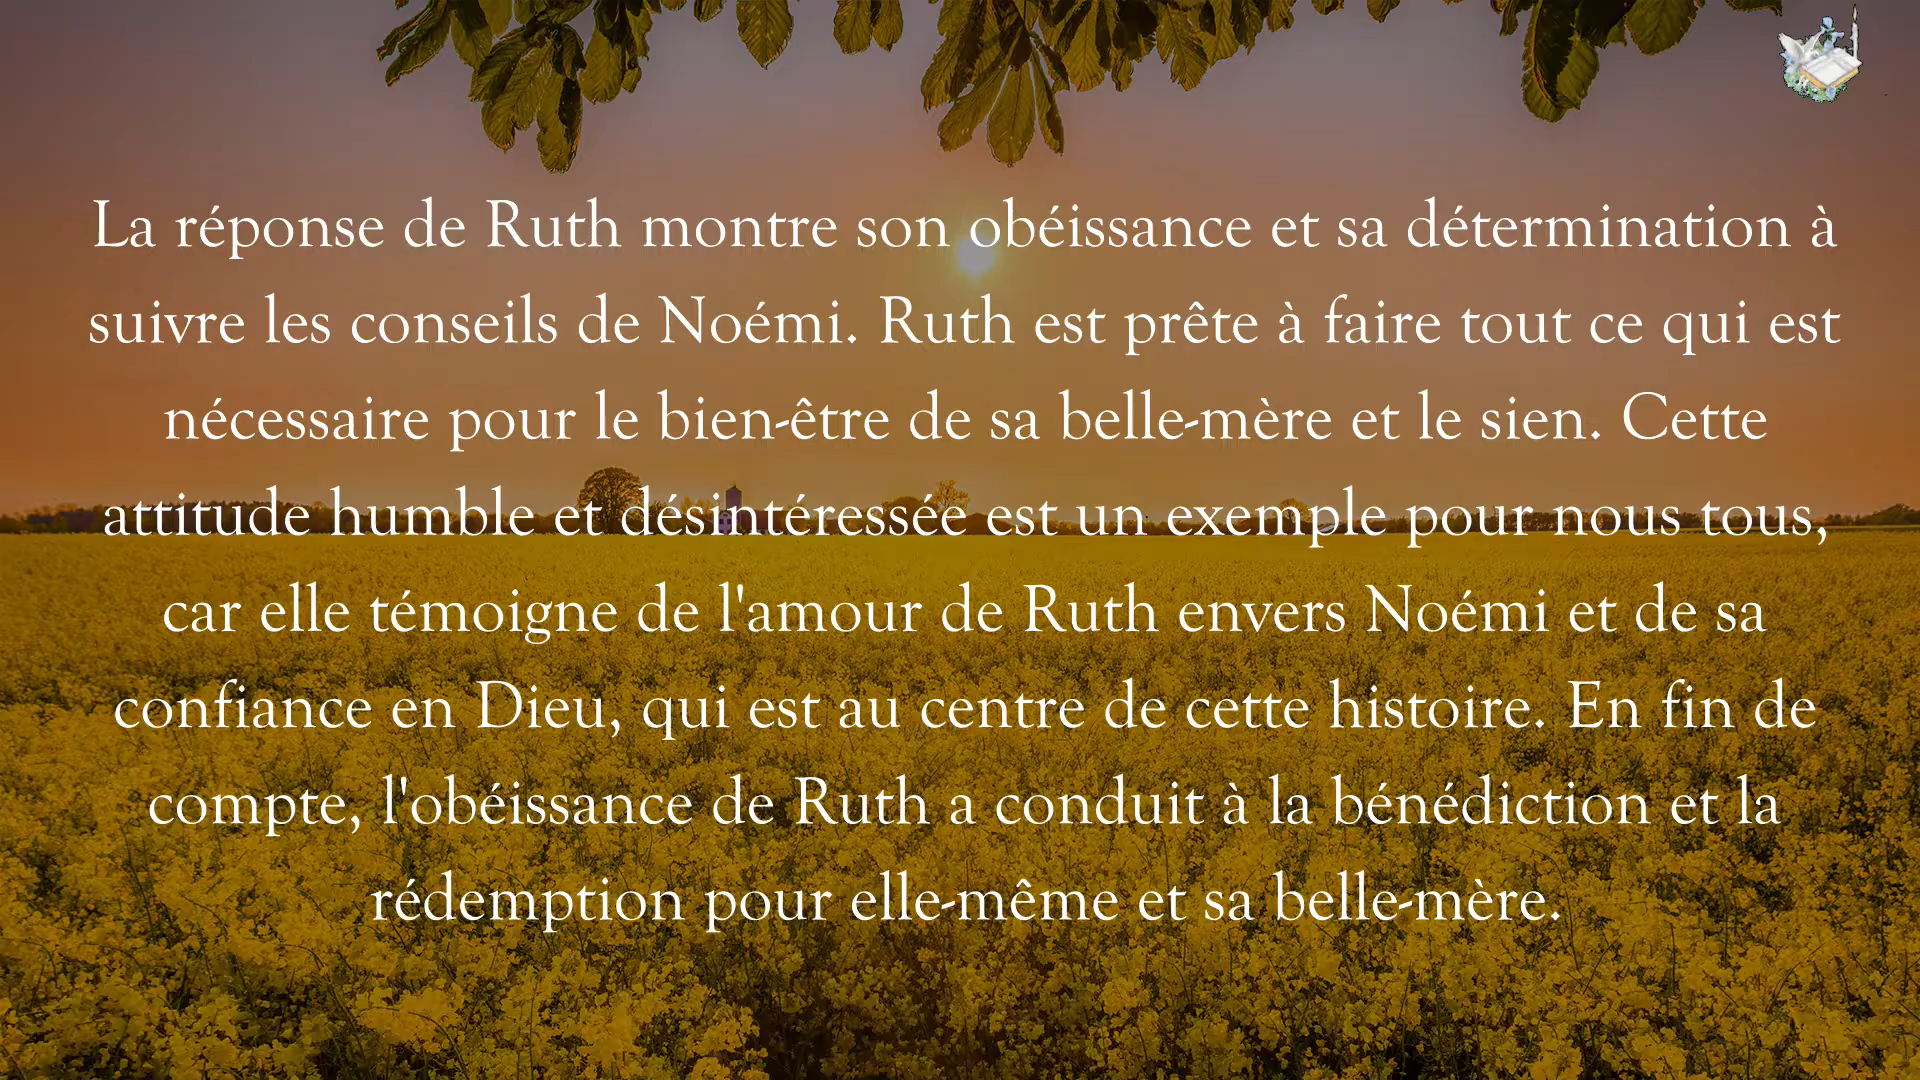 La réponse de Ruth montre son obéissance et sa détermination à
suivre les conseils de Noémi. Ruth est prête à faire tout ce qui est
nécessaire pour le bien-être de sa belle-mère et le sien. Cette
attitude humble et désintéressée est un exemple pour nous tous,
car elle témoigne de l'amour de Ruth envers Noémi et de sa
confiance en Dieu, qui est au centre de cette histoire. En fin de
compte, l'obéissance de Ruth a conduit à la bénédiction et la
rédemption pour elle-même et sa belle-mère.